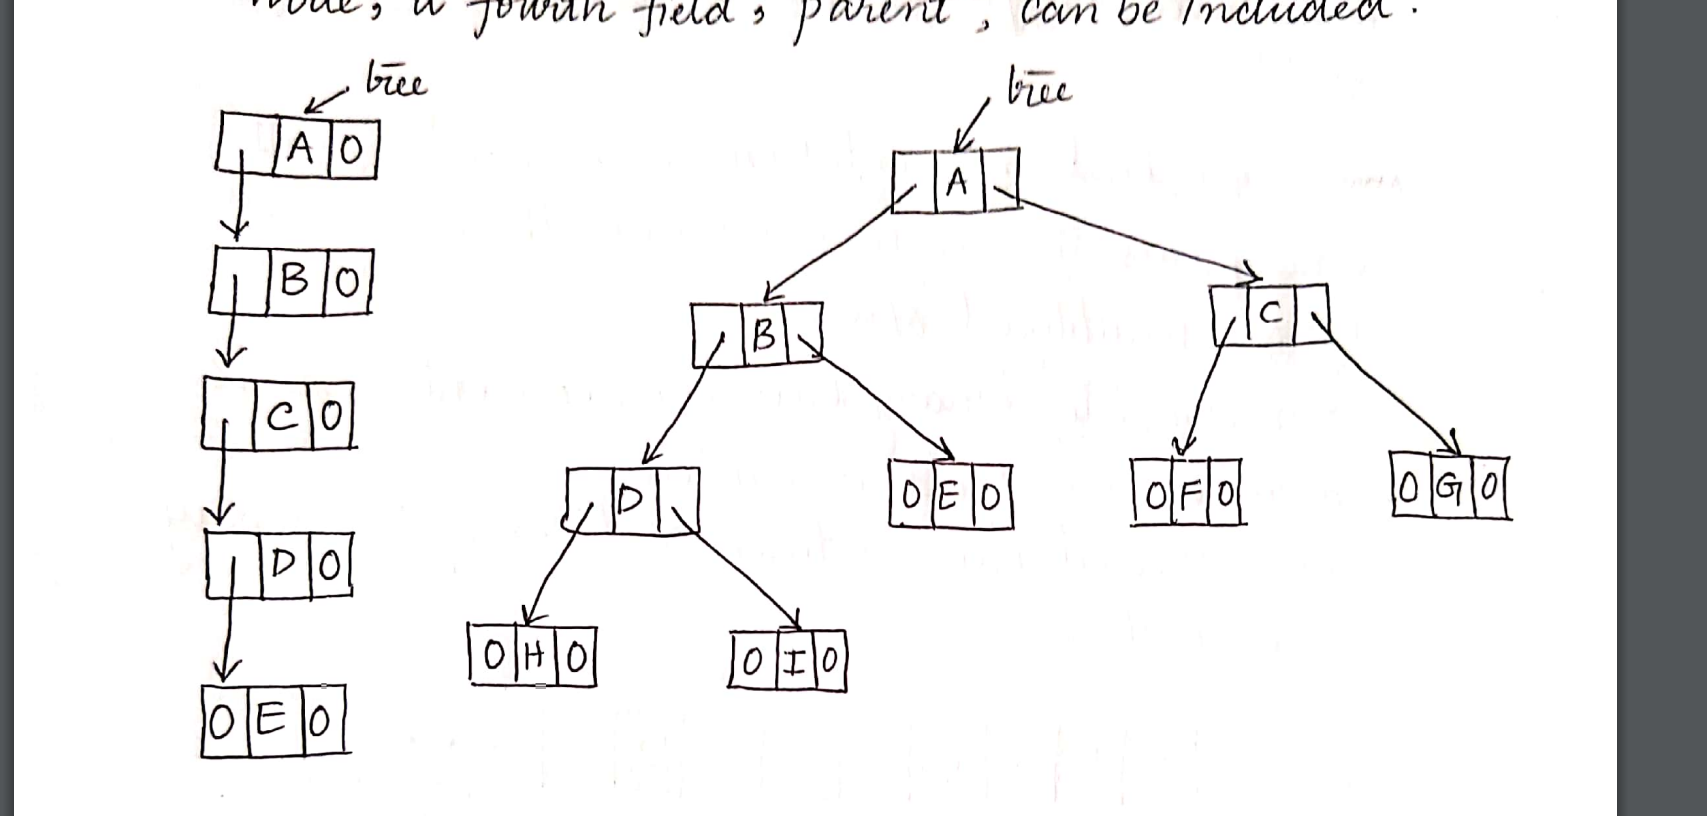 node, a fourth field, parent, can be included.
tree
A 0
B 0
C 0
D 0
0 E 0
tree
A
B
C
D
0 E 0
0 F 0
0 G 0
0 H 0
0 I 0